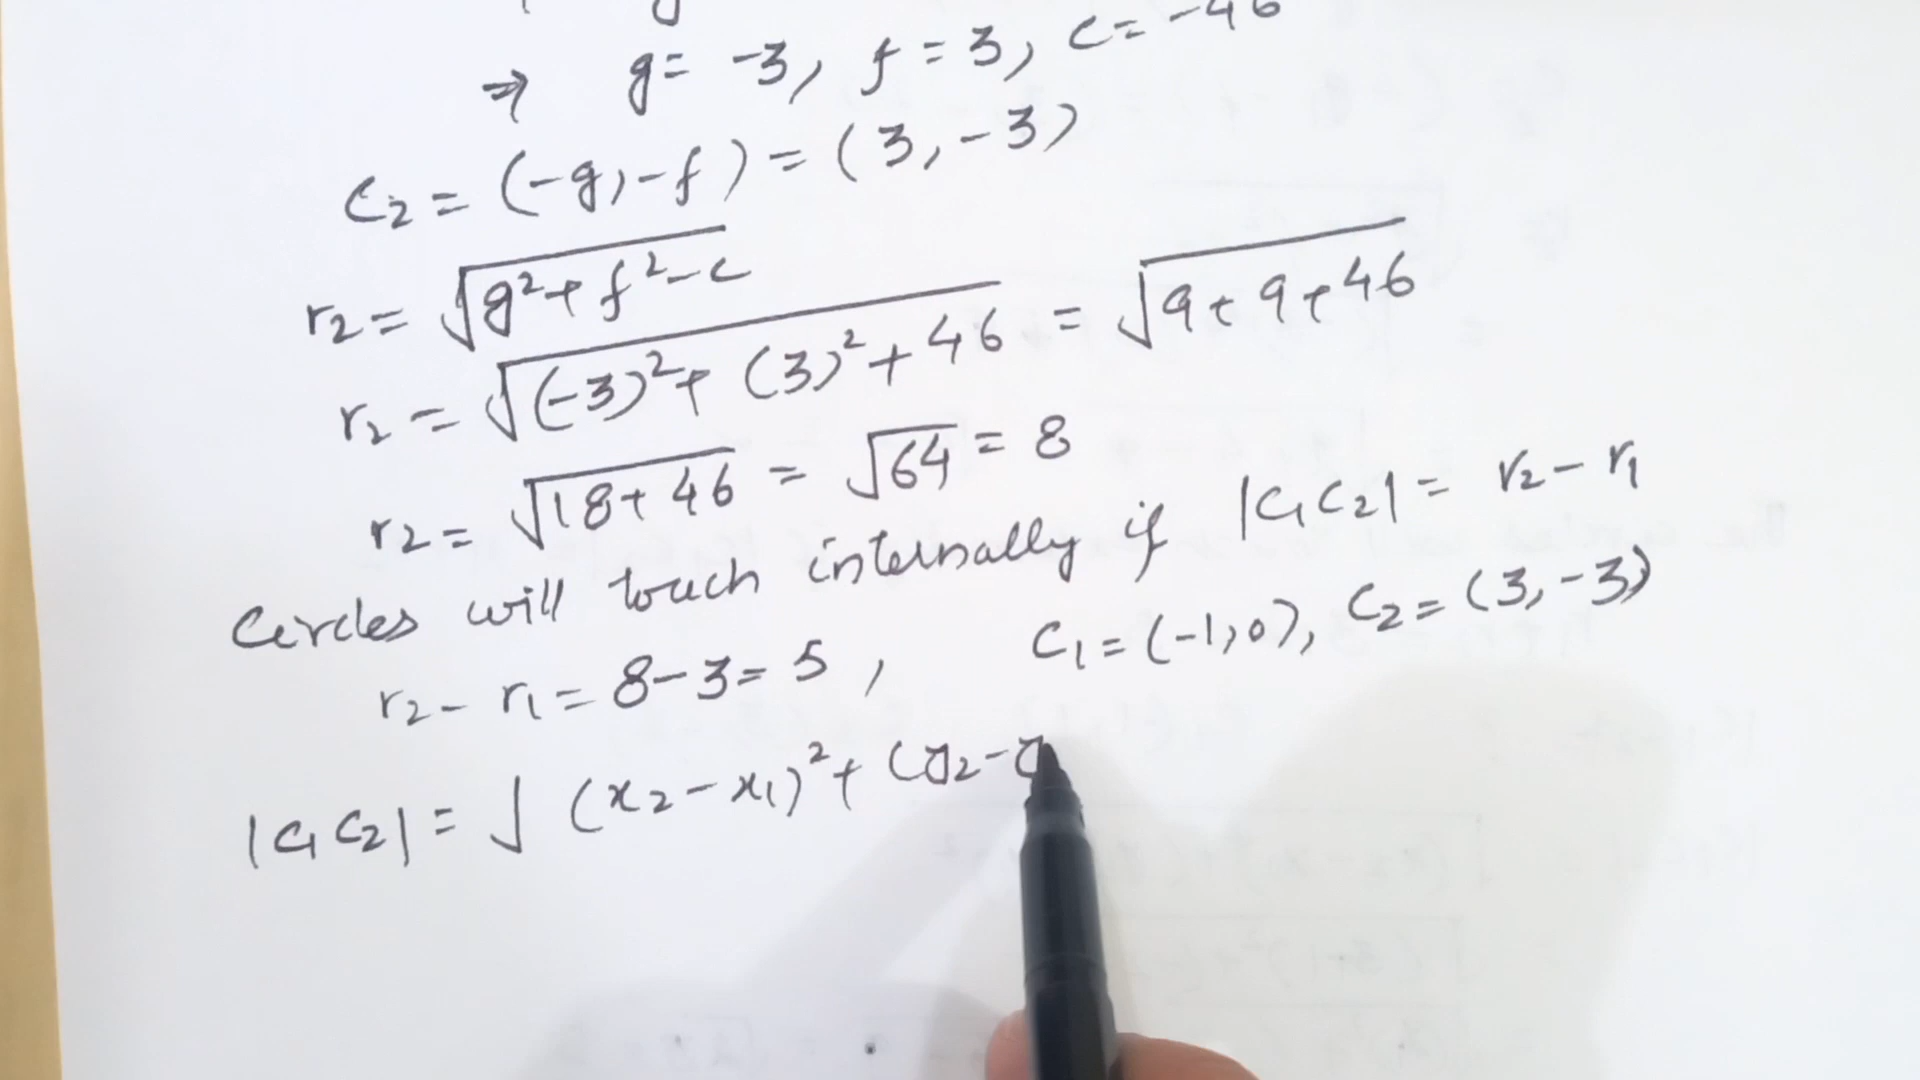 ⇒ g = -3, f = 3, c = -46
C₂ = (-g, -f) = (3, -3)
r₂ = √(g² + f² - c)
r₂ = √((-3)² + (3)² + 46) = √(9 + 9 + 46)
r₂ = √(18 + 46) = √64 = 8
Circles will touch internally if |C₁C₂| = r₂ - r₁
r₂ - r₁ = 8 - 3 = 5, C₁ = (-1, 0), C₂ = (3, -3)
|C₁C₂| = √ (x₂ - x₁)² + (y₂ - y